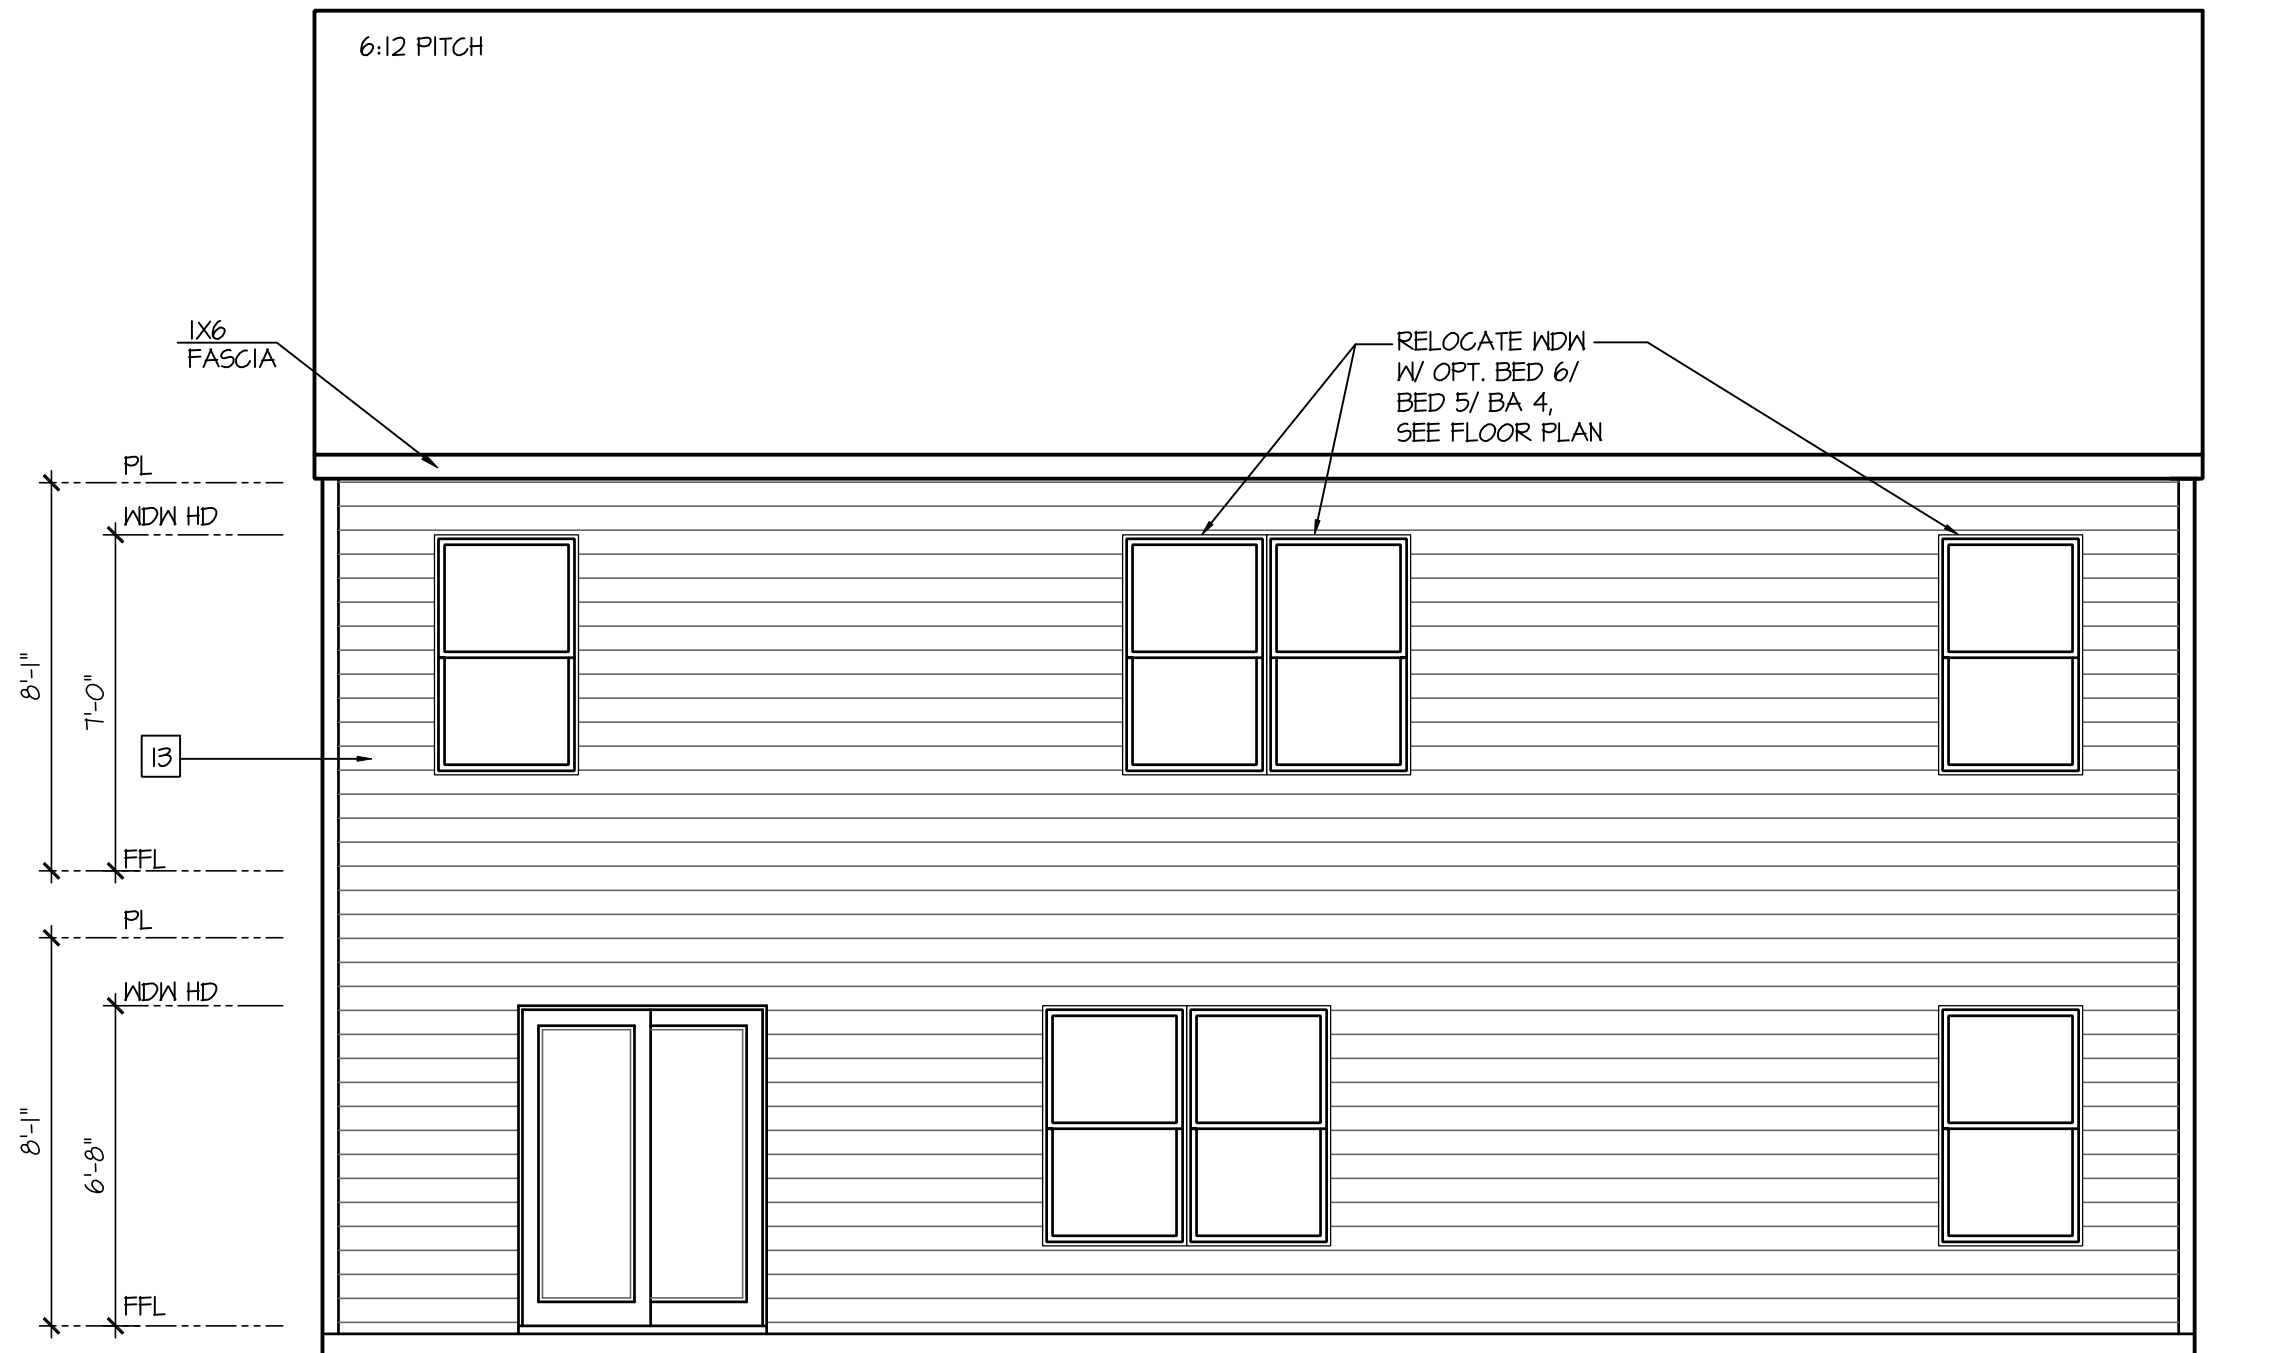 6:12 PITCH
1X6
FASCIA
RELOCATE WDW
W/ OPT. BED 6/
BED 5/ BA 4,
SEE FLOOR PLAN
PL
WDW HD
8'-1"
7'-0"
13
FFL
PL
WDW HD
8'-1"
6'-8"
FFL